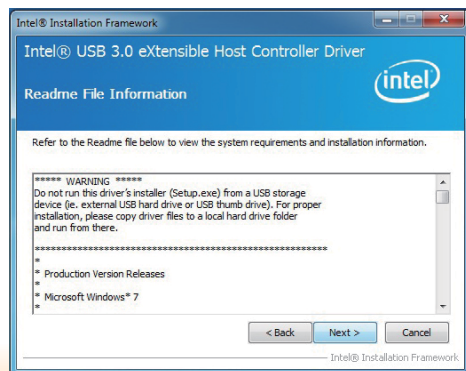 Intel® Installation Framework
Intel® USB 3.0 eXtensible Host Controller Driver
Readme File Information
intel
Refer to the Readme file below to view the system requirements and installation information.
***** WARNING *****
Do not run this driver's installer (Setup.exe) from a USB storage
device (ie. external USB hard drive or USB thumb drive). For proper
installation, please copy driver files to a local hard drive folder
and run from there.
*******************************************************
*
* Production Version Releases
*
* Microsoft Windows* 7
*
< Back Next > Cancel
Intel® Installation Framework